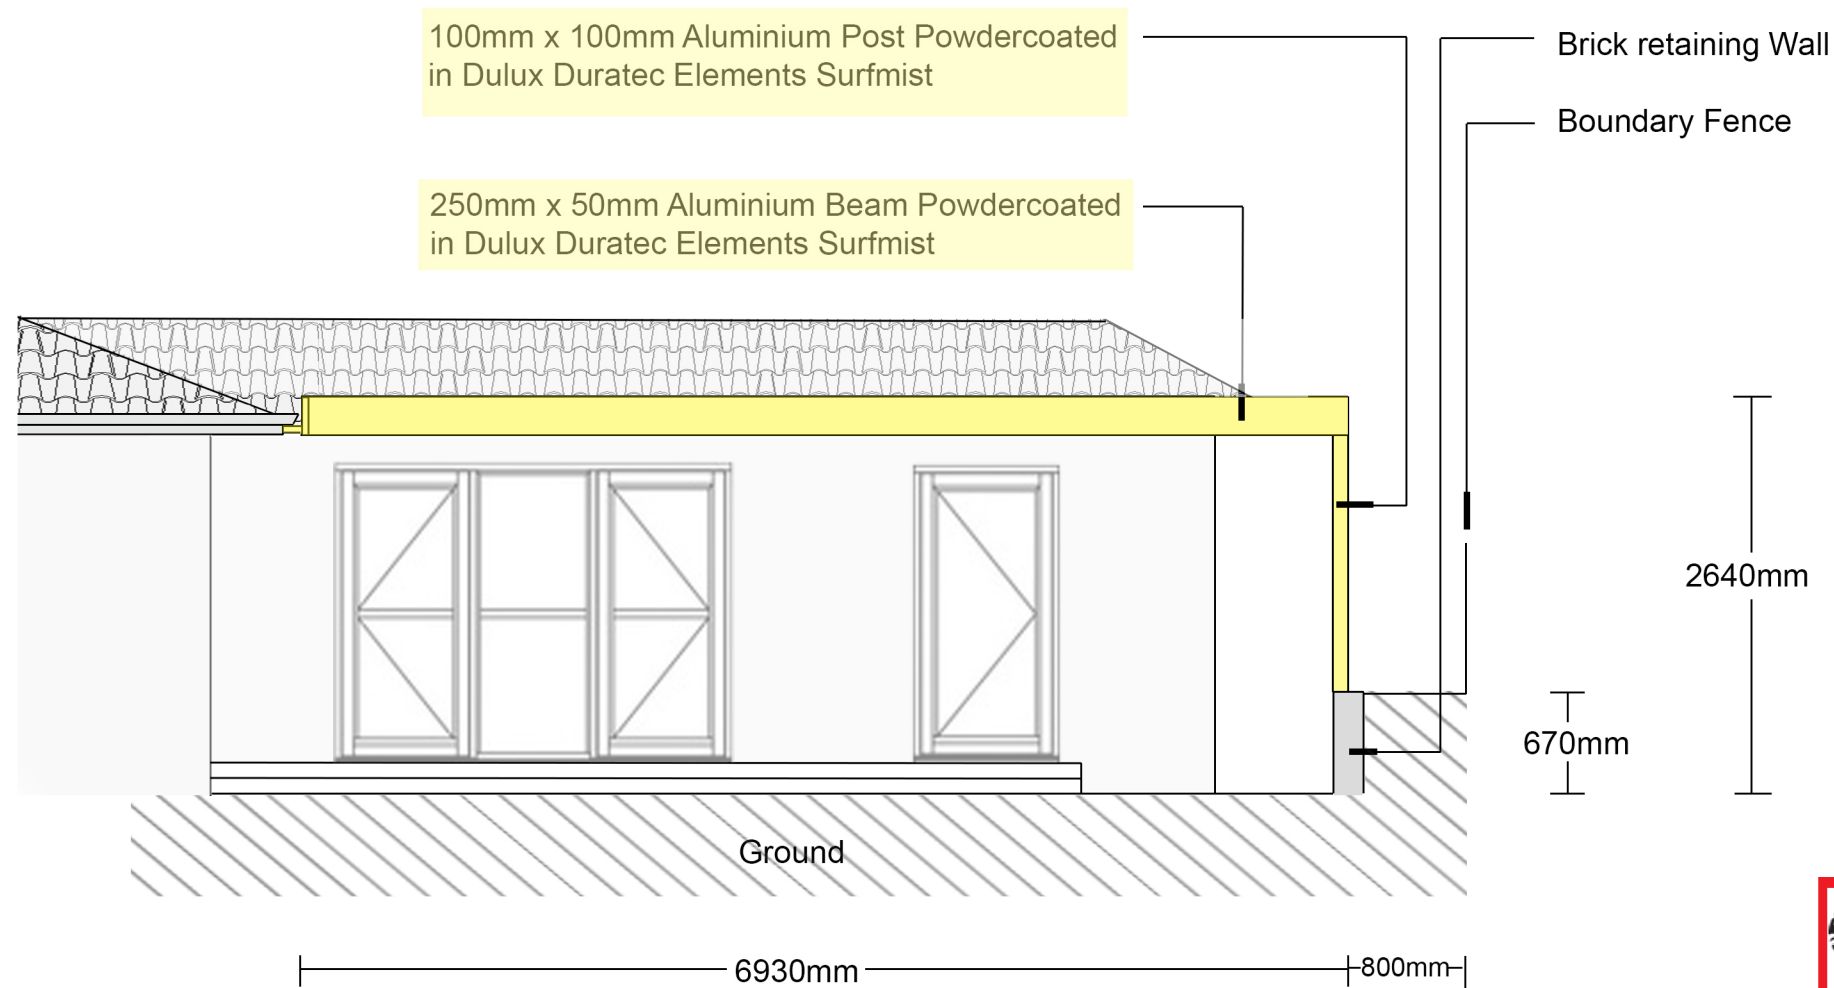 100mm x 100mm Aluminium Post Powdercoated
in Dulux Duratec Elements Surfmist
Brick retaining Wall
Boundary Fence
250mm x 50mm Aluminium Beam Powdercoated
in Dulux Duratec Elements Surfmist
2640mm
670mm
Ground
6930mm
800mm